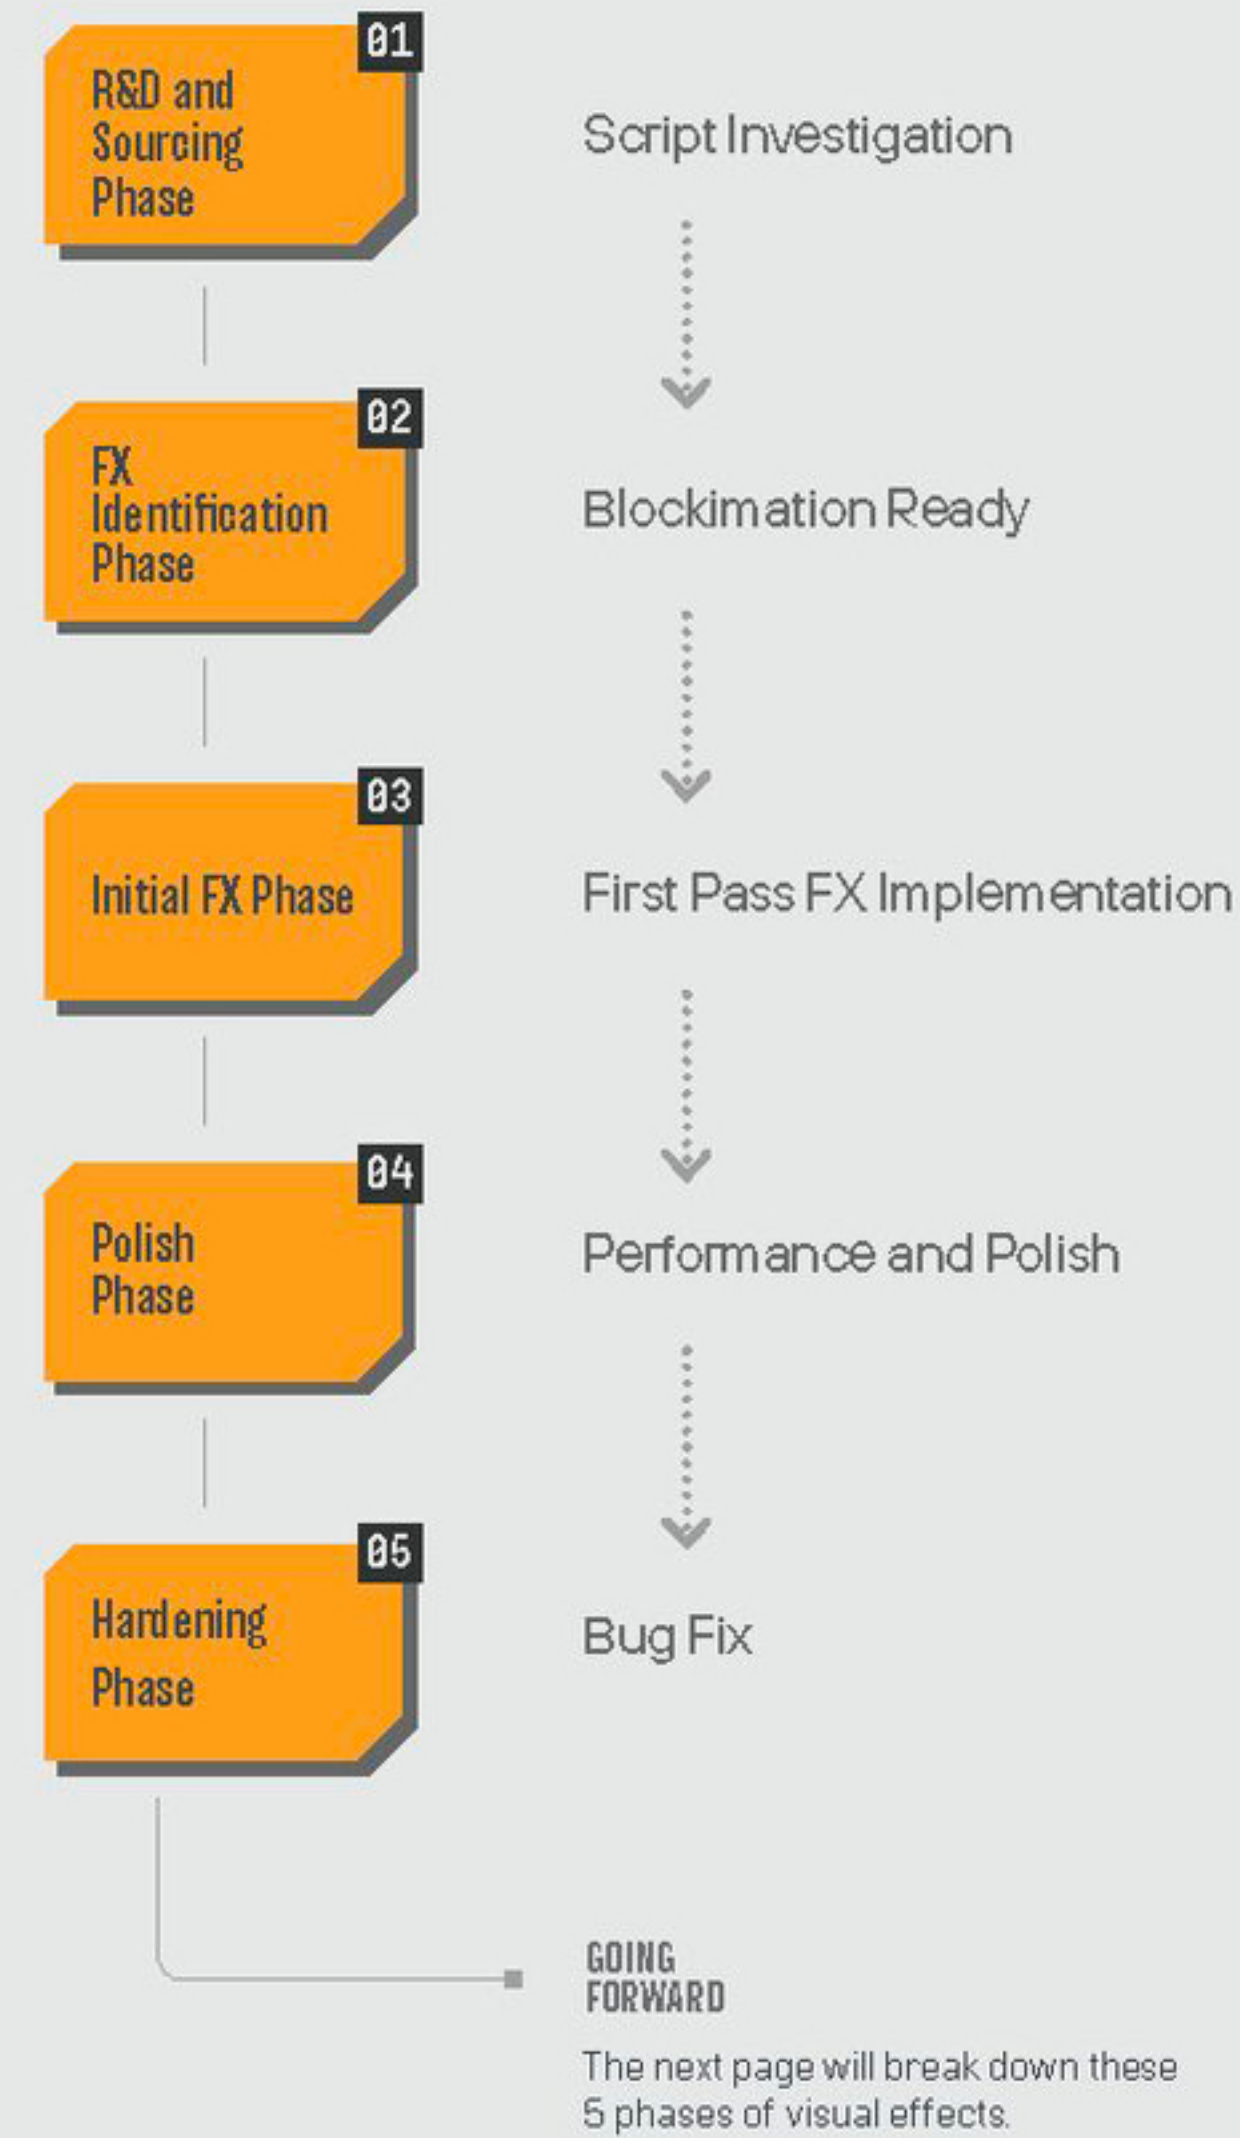 01
R&D and
Sourcing
Phase
Script Investigation
02
FX
Identification
Phase
Blockimation Ready
03
Initial FX Phase
First Pass FX Implementation
04
Polish
Phase
Performance and Polish
05
Hardening
Phase
Bug Fix
GOING
FORWARD
The next page will break down these
5 phases of visual effects.